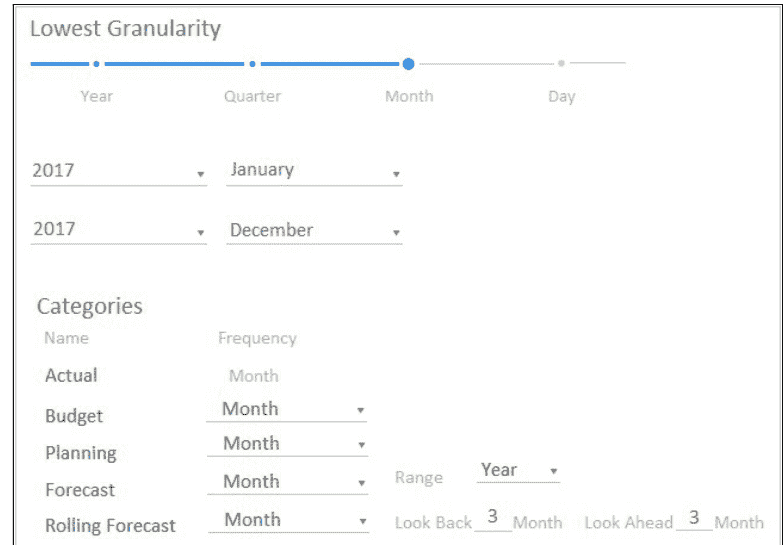 Lowest Granularity
Year Quarter Month Day
2017 January
2017 December
Categories
Name Frequency
Actual Month
Budget Month
Planning Month
Forecast Month Range Year
Rolling Forecast Month Look Back 3 Month Look Ahead 3 Month